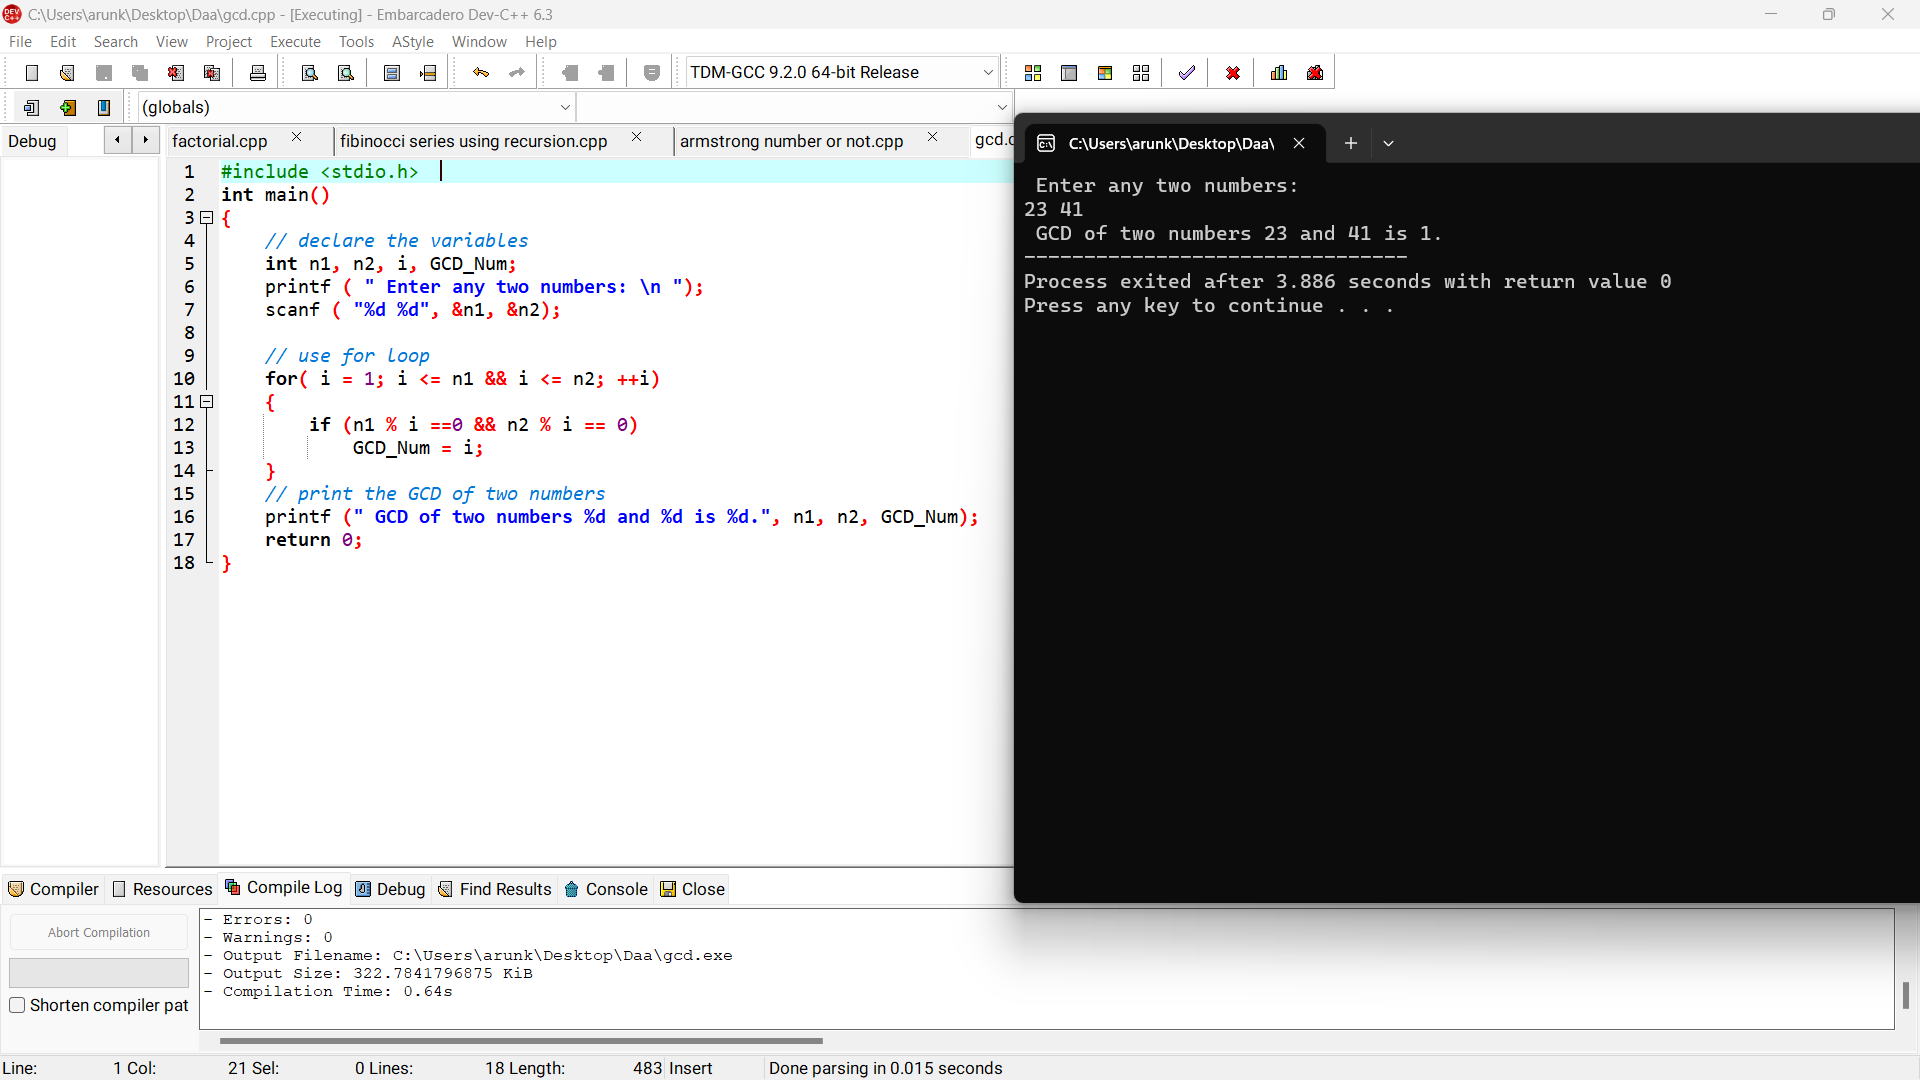 C:\Users\arunk\Desktop\Daa\gcd.cpp - [Executing] - Embarcadero Dev-C++ 6.3
File Edit Search View Project Execute Tools AStyle Window Help
TDM-GCC 9.2.0 64-bit Release
(globals)
Debug
factorial.cpp
fibinocci series using recursion.cpp
armstrong number or not.cpp
gcd.c
1 #include <stdio.h>
2 int main()
3 {
4 // declare the variables
5 int n1, n2, i, GCD_Num;
6 printf ( " Enter any two numbers: \n ");
7 scanf ( "%d %d", &n1, &n2);
8
9 // use for loop
10 for( i = 1; i <= n1 && i <= n2; ++i)
11 {
12 if (n1 % i ==0 && n2 % i == 0)
13 GCD_Num = i;
14 }
15 // print the GCD of two numbers
16 printf (" GCD of two numbers %d and %d is %d.", n1, n2, GCD_Num);
17 return 0;
18 }
C:\Users\arunk\Desktop\Daa\
Enter any two numbers:
23 41
GCD of two numbers 23 and 41 is 1.
--------------------------------
Process exited after 3.886 seconds with return value 0
Press any key to continue . . .
Compiler Resources Compile Log Debug Find Results Console Close
Abort Compilation
Shorten compiler pat
- Errors: 0
- Warnings: 0
- Output Filename: C:\Users\arunk\Desktop\Daa\gcd.exe
- Output Size: 322.7841796875 KiB
- Compilation Time: 0.64s
Line: 1 Col: 21 Sel: 0 Lines: 18 Length: 483 Insert Done parsing in 0.015 seconds